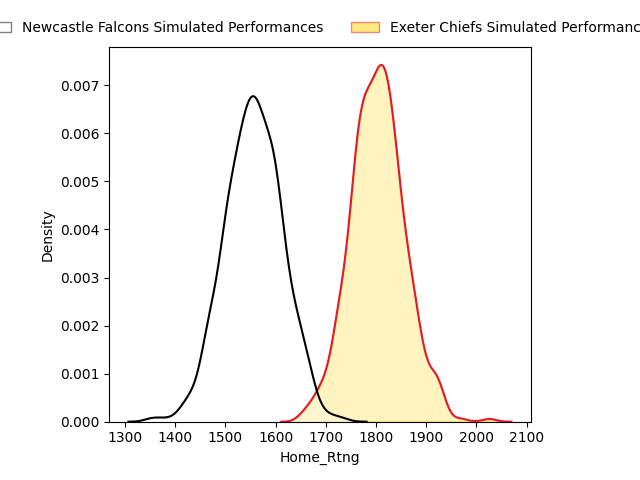 Newcastle Falcons Simulated Performances
Exeter Chiefs Simulated Performanc
0.007
0.006
0.005
0.004
0.003
0.002
0.001
0.000
Density
1300 1400 1500 1600 1700 1800 1900 2000 2100
Home_Rtng